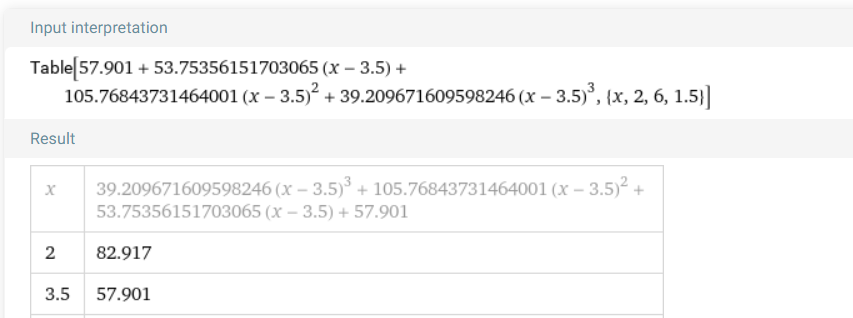 Input interpretation
Table[57.901 + 53.75356151703065 (x − 3.5) +
105.76843731464001 (x − 3.5)² + 39.209671609598246 (x − 3.5)³, {x, 2, 6, 1.5}]
Result
x 39.209671609598246 (x − 3.5)³ + 105.76843731464001 (x − 3.5)² +
53.75356151703065 (x − 3.5) + 57.901
2 82.917
3.5 57.901